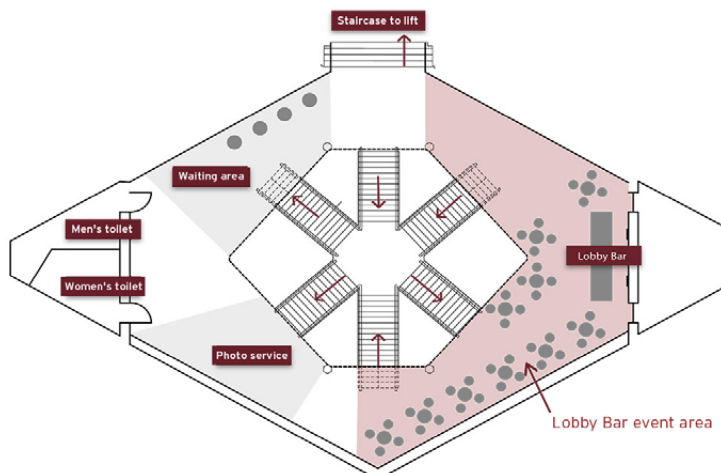 Staircase to lift
Waiting area
Men's toilet
Lobby Bar
Women's toilet
Photo service
Lobby Bar event area